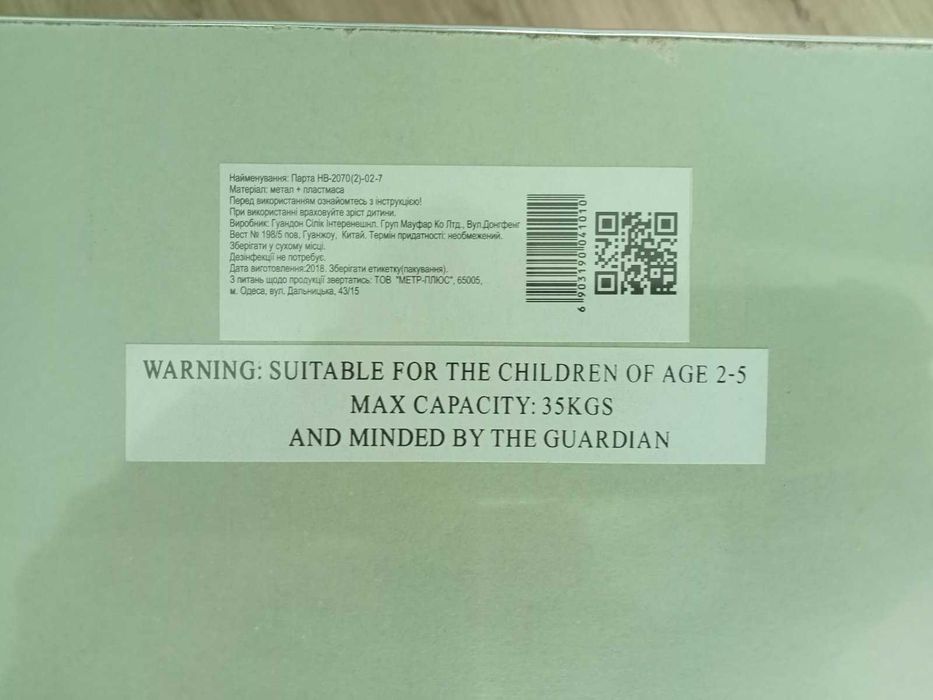 Найменування: Парта HB-2070(2)-02-7
Матеріал: метал + пластмаса
Перед використанням ознайомтесь з інструкцією!
При використанні враховуйте зріст дитини.
Виробник: Гуандон Сілік Інтеренешнл. Груп Мауфар Ко Лтд., Вул.Донгфенг
Вест № 198/5 пов, Гуанжоу, Китай. Термін придатності: необмежений.
Зберігати у сухому місці.
Дезінфекції не потребує.
Дата виготовлення:2018. Зберігати етикетку(пакування).
З питань щодо продукції звертатись: ТОВ "МЕТР-ПЛЮС", 65005,
м. Одеса, вул. Дальницька, 43/15
6 903190 041010
WARNING: SUITABLE FOR THE CHILDREN OF AGE 2-5
MAX CAPACITY: 35KGS
AND MINDED BY THE GUARDIAN